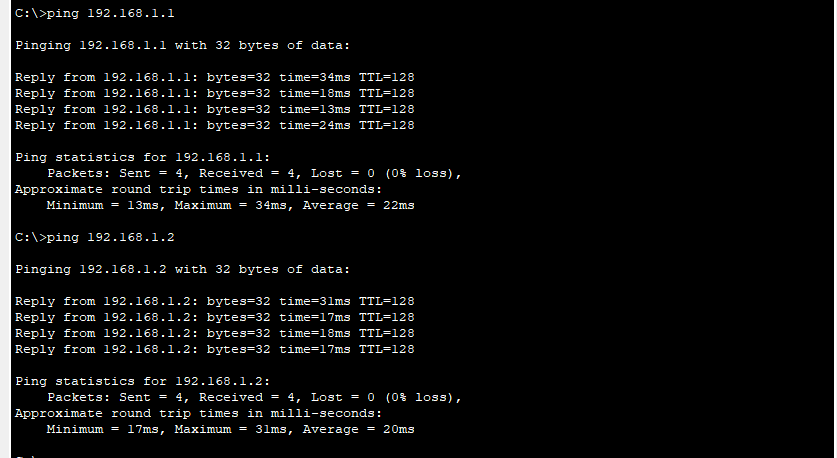 C:\>ping 192.168.1.1
Pinging 192.168.1.1 with 32 bytes of data:
Reply from 192.168.1.1: bytes=32 time=34ms TTL=128
Reply from 192.168.1.1: bytes=32 time=18ms TTL=128
Reply from 192.168.1.1: bytes=32 time=13ms TTL=128
Reply from 192.168.1.1: bytes=32 time=24ms TTL=128
Ping statistics for 192.168.1.1:
    Packets: Sent = 4, Received = 4, Lost = 0 (0% loss),
Approximate round trip times in milli-seconds:
    Minimum = 13ms, Maximum = 34ms, Average = 22ms
C:\>ping 192.168.1.2
Pinging 192.168.1.2 with 32 bytes of data:
Reply from 192.168.1.2: bytes=32 time=31ms TTL=128
Reply from 192.168.1.2: bytes=32 time=17ms TTL=128
Reply from 192.168.1.2: bytes=32 time=18ms TTL=128
Reply from 192.168.1.2: bytes=32 time=17ms TTL=128
Ping statistics for 192.168.1.2:
    Packets: Sent = 4, Received = 4, Lost = 0 (0% loss),
Approximate round trip times in milli-seconds:
    Minimum = 17ms, Maximum = 31ms, Average = 20ms